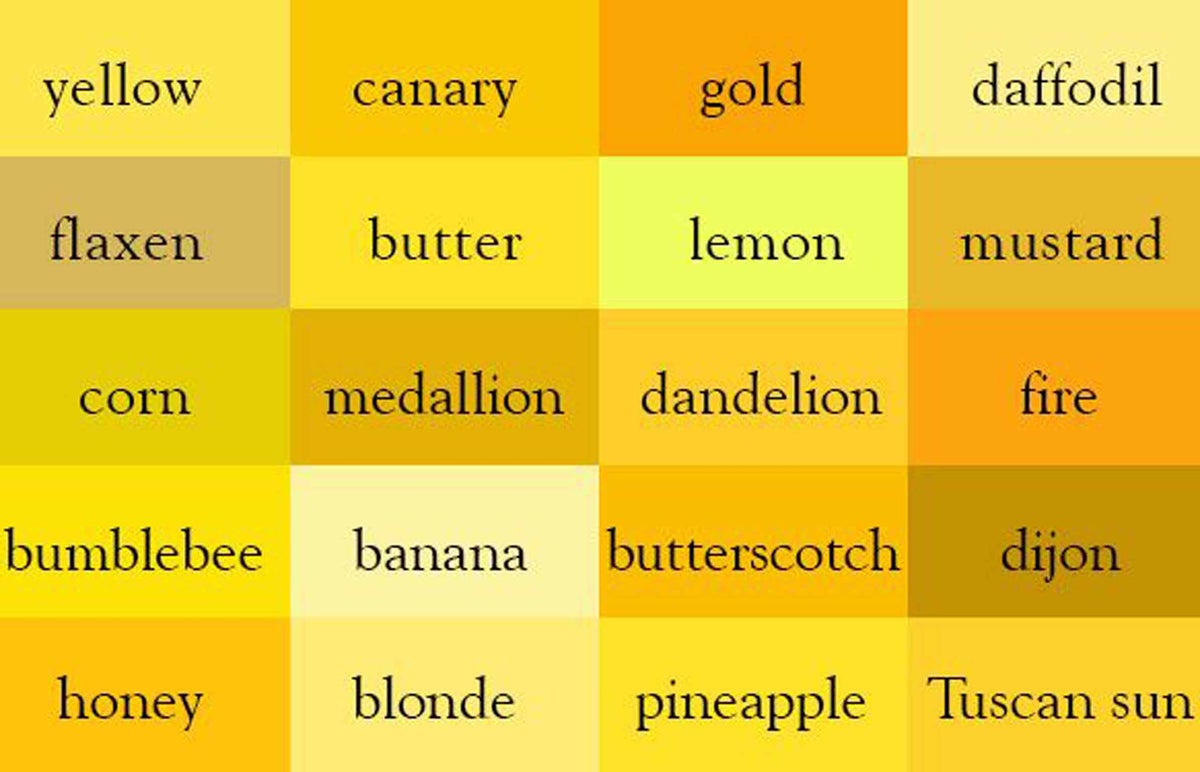 yellow canary gold daffodil
flaxen butter lemon mustard
corn medallion dandelion fire
bumblebee banana butterscotch dijon
honey blonde pineapple Tuscan sun